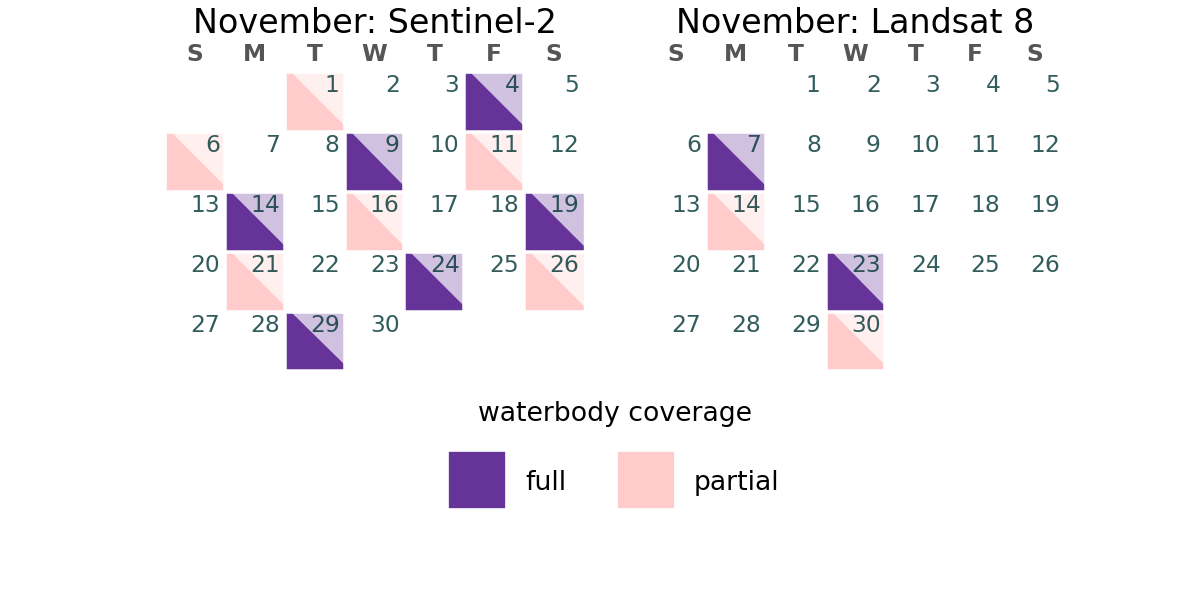 November: Sentinel-2
S M T W T F S
1 2 3 4 5
6 7 8 9 10 11 12
13 14 15 16 17 18 19
20 21 22 23 24 25 26
27 28 29 30
November: Landsat 8
S M T W T F S
1 2 3 4 5
6 7 8 9 10 11 12
13 14 15 16 17 18 19
20 21 22 23 24 25 26
27 28 29 30
waterbody coverage
full
partial